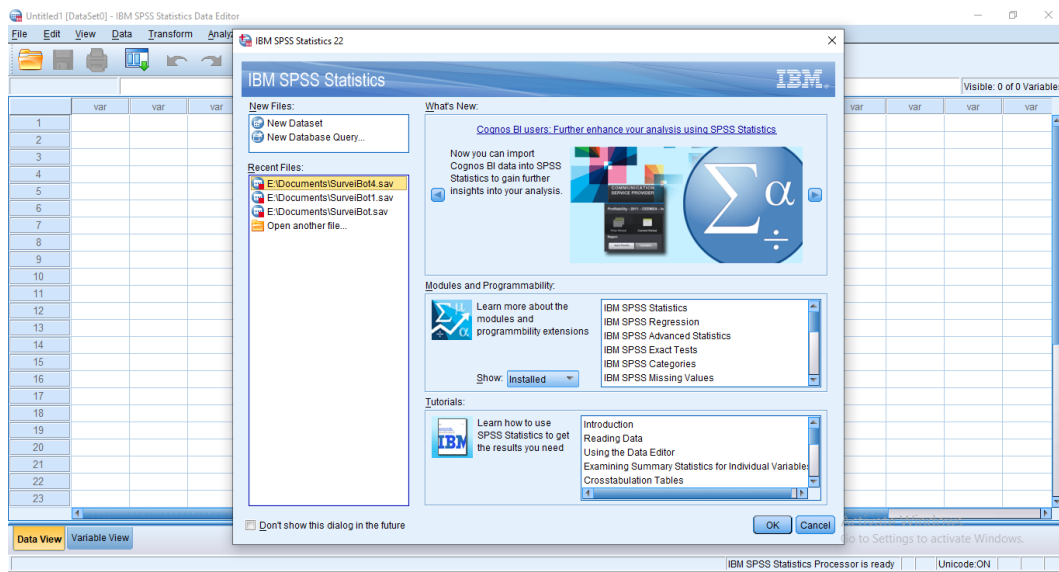 Untitled1 [DataSet0] - IBM SPSS Statistics Data Editor
File Edit View Data Transform
IBM SPSS Statistics 22
IBM SPSS Statistics
IBM
Visible: 0 of 0 Variable
var var var var var var var
New Files:
New Dataset
New Database Query...
Recent Files:
E:\Documents\SurveiBot4.sav
E:\Documents\SurveiBot1.sav
E:\Documents\SurveiBot.sav
Open another file...
What's New:
Cognos BI users: Further enhance your analysis using SPSS Statistics
Now you can import
Cognos BI data into SPSS
Statistics to gain further
insights into your analysis.
COMMUNICATION
SERVICE PROVIDER
Σ α ÷
Modules and Programmability:
Learn more about the
modules and
programmbility extensions
Show: Installed
IBM SPSS Statistics
IBM SPSS Regression
IBM SPSS Advanced Statistics
IBM SPSS Exact Tests
IBM SPSS Categories
IBM SPSS Missing Values
Tutorials:
IBM
Learn how to use
SPSS Statistics to get
the results you need
Introduction
Reading Data
Using the Data Editor
Examining Summary Statistics for Individual Variable
Crosstabulation Tables
1
2
3
4
5
6
7
8
9
10
11
12
13
14
15
16
17
18
19
20
21
22
23
Don't show this dialog in the future
OK Cancel
Data View Variable View
Go to Settings to activate Windows.
IBM SPSS Statistics Processor is ready Unicode:ON